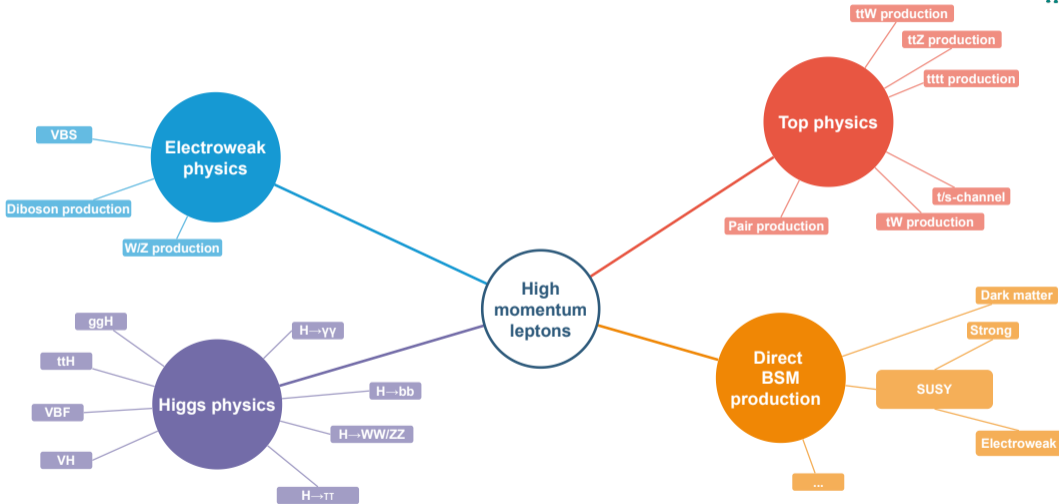 ttW production
ttZ production
tttt production
Top physics
t/s-channel
tW production
Pair production
VBS
Electroweak
physics
Diboson production
W/Z production
High
momentum
leptons
ggH
ttH
VBF
VH
Higgs physics
H→γγ
H→bb
H→WW/ZZ
H→ττ
Direct
BSM
production
Dark matter
Strong
SUSY
Electroweak
...